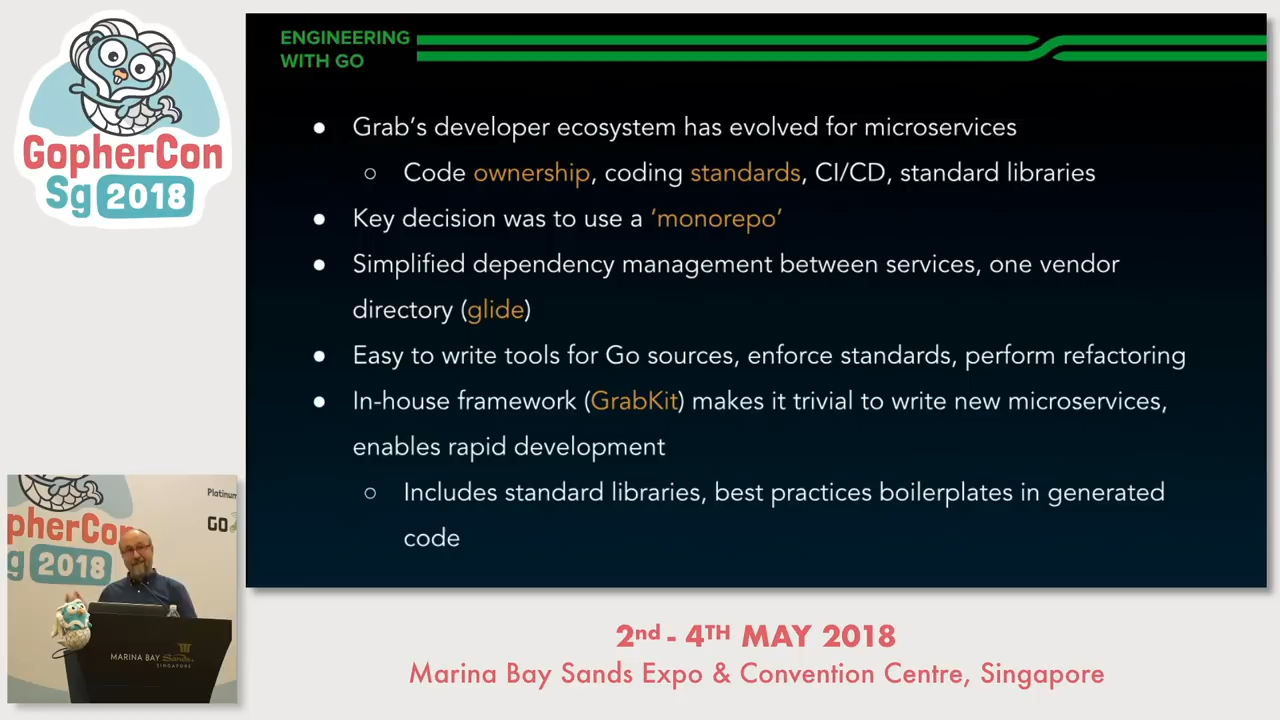 GopherCon
Sg 2018
ENGINEERING
WITH GO
● Grab’s developer ecosystem has evolved for microservices
○ Code ownership, coding standards, CI/CD, standard libraries
● Key decision was to use a ‘monorepo’
● Simplified dependency management between services, one vendor
directory (glide)
● Easy to write tools for Go sources, enforce standards, perform refactoring
● In-house framework (GrabKit) makes it trivial to write new microservices,
enables rapid development
○ Includes standard libraries, best practices boilerplates in generated
code
Platinum
GO
pherCon
g 2018
MARINA BAY Sands
SINGAPORE
2nd - 4TH MAY 2018
Marina Bay Sands Expo & Convention Centre, Singapore